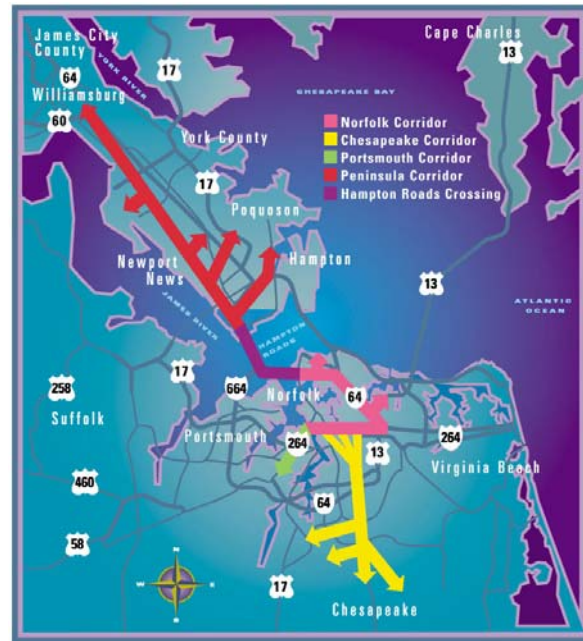 James City
County
64
17
Cape Charles
13
YORK RIVER
Williamsburg
60
CHESAPEAKE BAY
York County
Norfolk Corridor
Chesapeake Corridor
Portsmouth Corridor
Peninsula Corridor
Hampton Roads Crossing
17
Poquoson
Newport
News
Hampton
13
ATLANTIC
OCEAN
JAMES RIVER
HAMPTON
ROADS
258
17
664
Norfolk
64
Suffolk
Portsmouth
264
13
264
Virginia Beach
460
64
58
N
W
E
S
17
Chesapeake